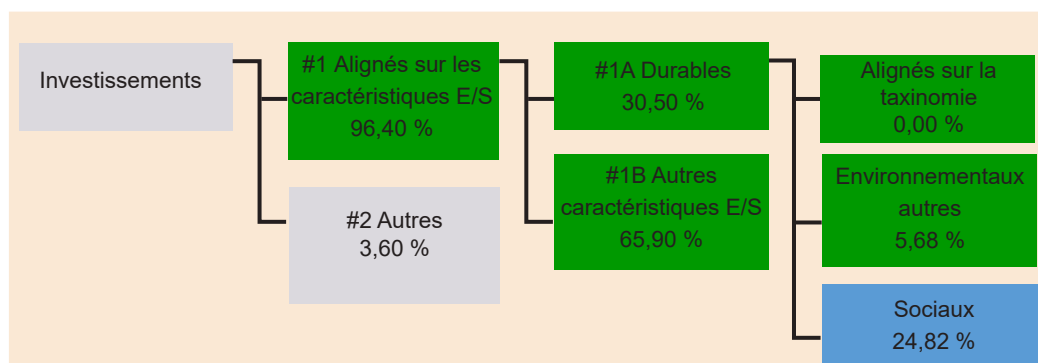 Investissements
#1 Alignés sur les
caractéristiques E/S
96,40 %
#2 Autres
3,60 %
#1A Durables
30,50 %
#1B Autres
caractéristiques E/S
65,90 %
Alignés sur la
taxinomie
0,00 %
Environnementaux
autres
5,68 %
Sociaux
24,82 %